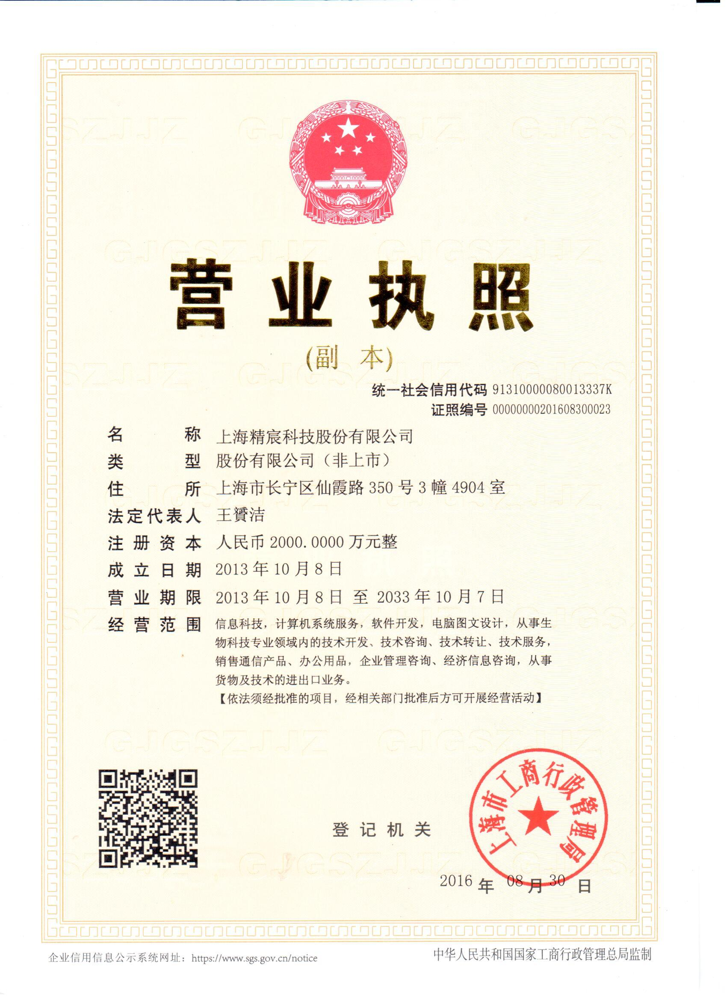 营业执照
(副 本)
统一社会信用代码 91310000080013337K
证照编号 00000000201608300023
名称 上海精宸科技股份有限公司
类型 股份有限公司（非上市）
住所 上海市长宁区仙霞路 350 号 3 幢 4904 室
法定代表人 王赟洁
注册资本 人民币 2000.0000 万元整
成立日期 2013 年 10 月 8 日
营业期限 2013 年 10 月 8 日 至 2033 年 10 月 7 日
经营范围 信息科技，计算机系统服务，软件开发，电脑图文设计，从事生
物科技专业领域内的技术开发、技术咨询、技术转让、技术服务，
销售通信产品、办公用品，企业管理咨询、经济信息咨询，从事
货物及技术的进出口业务。
【依法须经批准的项目，经相关部门批准后方可开展经营活动】
上海市工商行政管理局
登记机关
2016 年 08 月 30 日
企业信用信息公示系统网址：https://www.sgs.gov.cn/notice
中华人民共和国国家工商行政管理总局监制